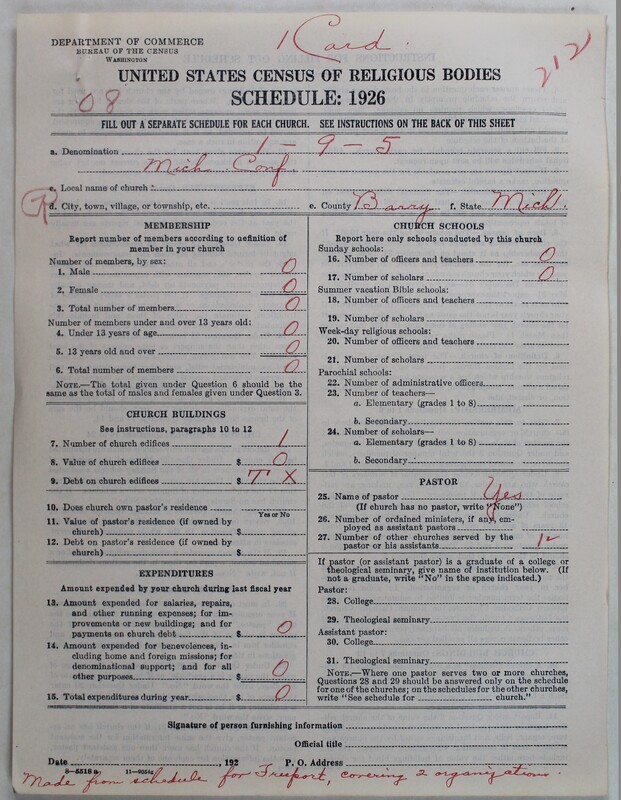 DEPARTMENT OF COMMERCE
BUREAU OF THE CENSUS
WASHINGTON
1 Card
212
UNITED STATES CENSUS OF RELIGIOUS BODIES
08
SCHEDULE: 1926
FILL OUT A SEPARATE SCHEDULE FOR EACH CHURCH. SEE INSTRUCTIONS ON THE BACK OF THIS SHEET
a. Denomination 1-9-5
Mich. Conf.
c. Local name of church
R d. City, town, village, or township, etc. e. County Barry f. State Mich.
MEMBERSHIP
Report number of members according to definition of
member in your church
Number of members, by sex:
1. Male 0
2. Female 0
3. Total number of members 0
Number of members under and over 13 years old:
4. Under 13 years of age 0
5. 13 years old and over 0
6. Total number of members 0
NOTE.—The total given under Question 6 should be the
same as the total of males and females given under Question 3.
CHURCH BUILDINGS
See instructions, paragraphs 10 to 12
7. Number of church edifices 1
8. Value of church edifices $ 0
9. Debt on church edifices $ T X
10. Does church own pastor's residence
Yes or No
11. Value of pastor's residence (if owned by
church) $
12. Debt on pastor's residence (if owned by
church) $
EXPENDITURES
Amount expended by your church during last fiscal year
13. Amount expended for salaries, repairs,
and other running expenses; for im-
provements or new buildings; and for
payments on church debt $ 0
14. Amount expended for benevolences, in-
cluding home and foreign missions; for
denominational support; and for all
other purposes $ 0
15. Total expenditures during year $ 0
CHURCH SCHOOLS
Report here only schools conducted by this church
Sunday schools:
16. Number of officers and teachers 0
17. Number of scholars 0
Summer vacation Bible schools:
18. Number of officers and teachers
19. Number of scholars
Week-day religious schools:
20. Number of officers and teachers
21. Number of scholars
Parochial schools:
22. Number of administrative officers
23. Number of teachers—
a. Elementary (grades 1 to 8)
b. Secondary
24. Number of scholars—
a. Elementary (grades 1 to 8)
b. Secondary
PASTOR
25. Name of pastor Yes
(If church has no pastor, write "None")
26. Number of ordained ministers, if any, em-
ployed as assistant pastors
27. Number of other churches served by the
pastor or his assistants
If pastor (or assistant pastor) is a graduate of a college or
theological seminary, give name of institution below. (If
not a graduate, write "No" in the space indicated.)
Pastor:
28. College
29. Theological seminary
Assistant pastor:
30. College
31. Theological seminary
NOTE.—Where one pastor serves two or more churches,
Questions 28 and 29 should be answered only on the schedule
for one of the churches; on the schedules for the other churches,
write "See schedule for church."
Signature of person furnishing information
Official title
Date , 192 P. O. Address
8—5518 a
Made from schedule for Freeport, covering 2 organizations.